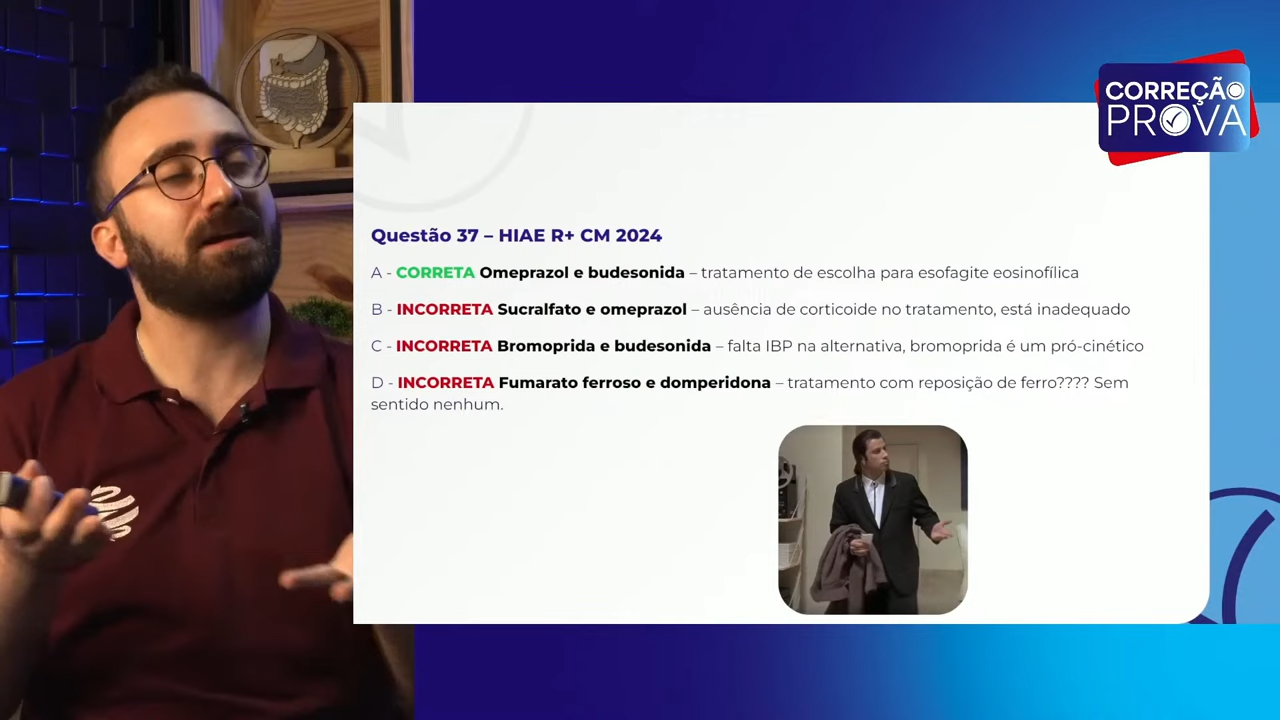 CORREÇÃO
PROVA
Questão 37 – HIAE R+ CM 2024
A - CORRETA Omeprazol e budesonida – tratamento de escolha para esofagite eosinofílica
B - INCORRETA Sucralfato e omeprazol – ausência de corticoide no tratamento, está inadequado
C - INCORRETA Bromoprida e budesonida – falta IBP na alternativa, bromoprida é um pró-cinético
D - INCORRETA Fumarato ferroso e domperidona – tratamento com reposição de ferro???? Sem
sentido nenhum.